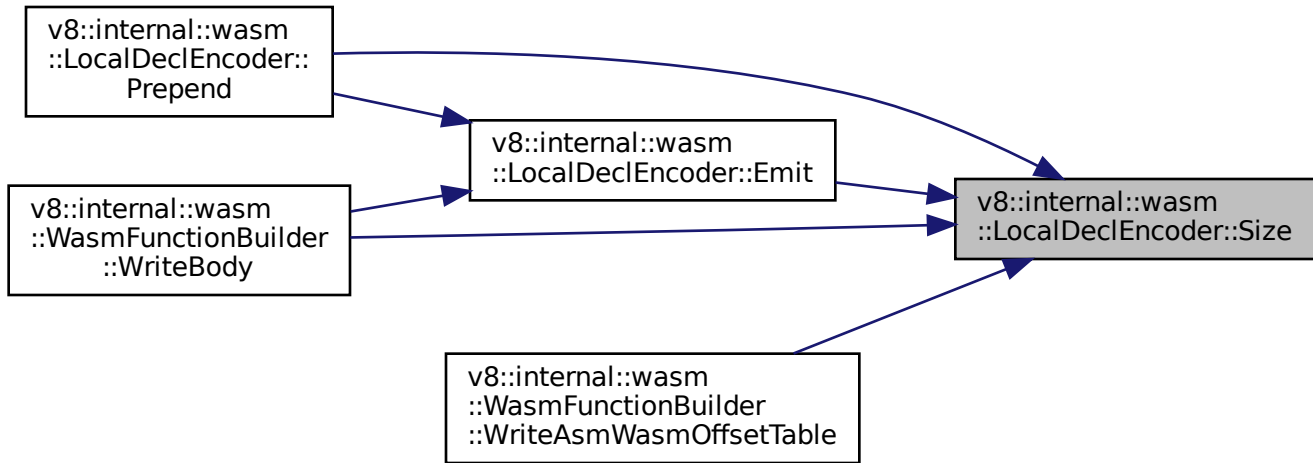 v8::internal::wasm
::LocalDeclEncoder::
Prepend
v8::internal::wasm
::LocalDeclEncoder::Emit
v8::internal::wasm
::WasmFunctionBuilder
::WriteBody
v8::internal::wasm
::LocalDeclEncoder::Size
v8::internal::wasm
::WasmFunctionBuilder
::WriteAsmWasmOffsetTable